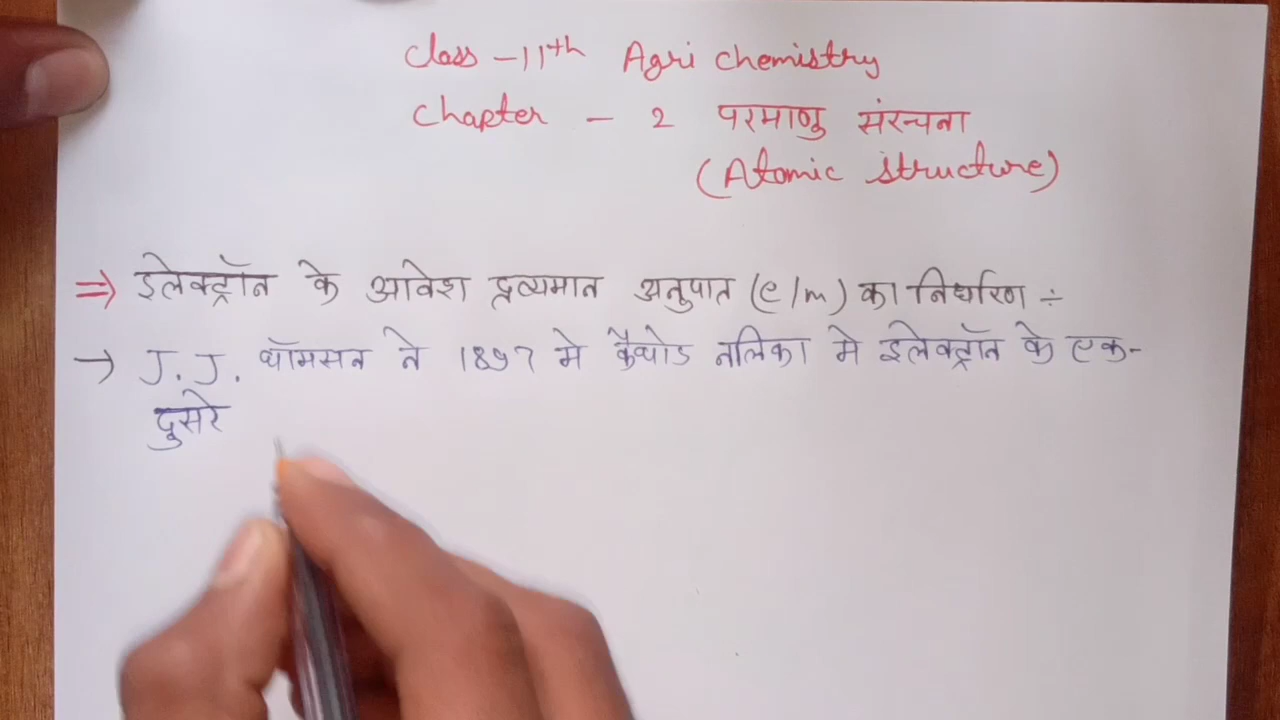 Class - 11th Agri chemistry
Chapter - 2 परमाणु संरचना
(Atomic structure)
⇒ इलेक्ट्रॉन के आवेश द्रव्यमान अनुपात (e/m) का निर्धारण ÷
→ J. J. थॉमसन ने 1897 मे कैथोड नलिका मे इलेक्ट्रॉन के एक-
दुसरे